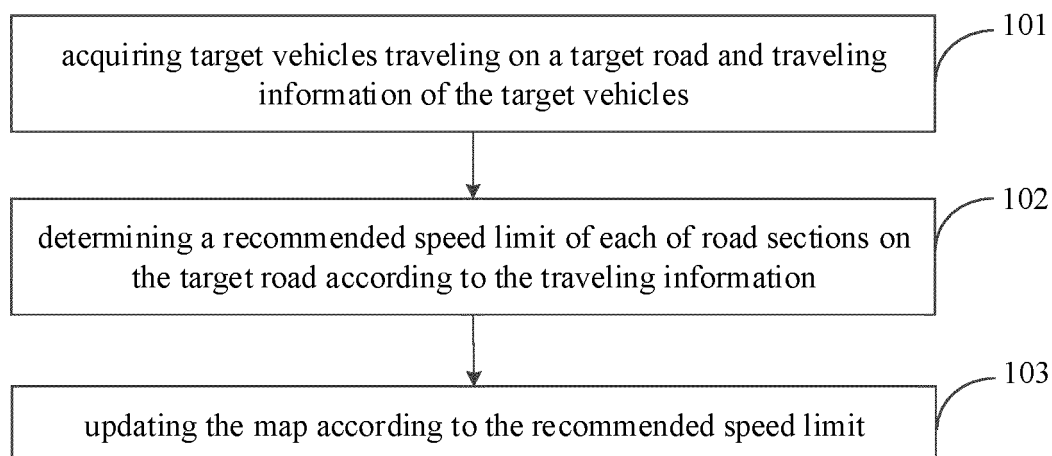 101
acquiring target vehicles traveling on a target road and traveling
information of the target vehicles
102
determining a recommended speed limit of each of road sections on
the target road according to the traveling information
103
updating the map according to the recommended speed limit